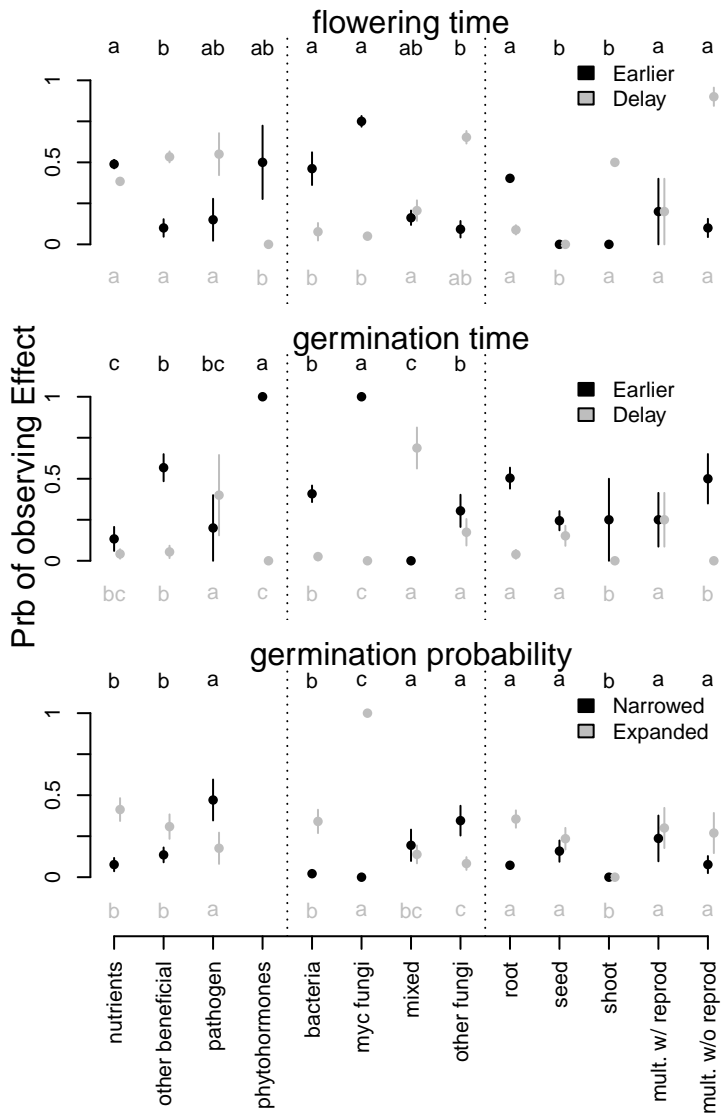 flowering time
a b ab ab a a ab b a b b a a
Earlier
Delay
1
0.5
0
a a a b a a a ab a b a a a
germination time
c b bc a b a c b
Earlier
Delay
1
0.5
0
bc b a c b c a a a a b a b
germination probability
b b a b c a a a a b a a
Narrowed
Expanded
1
0.5
0
b b a b a bc c a a b a a
Prb of observing Effect
nutrients
other beneficial
pathogen
phytohormones
bacteria
myc fungi
mixed
other fungi
root
seed
shoot
mult. w/ reprod
mult. w/o reprod